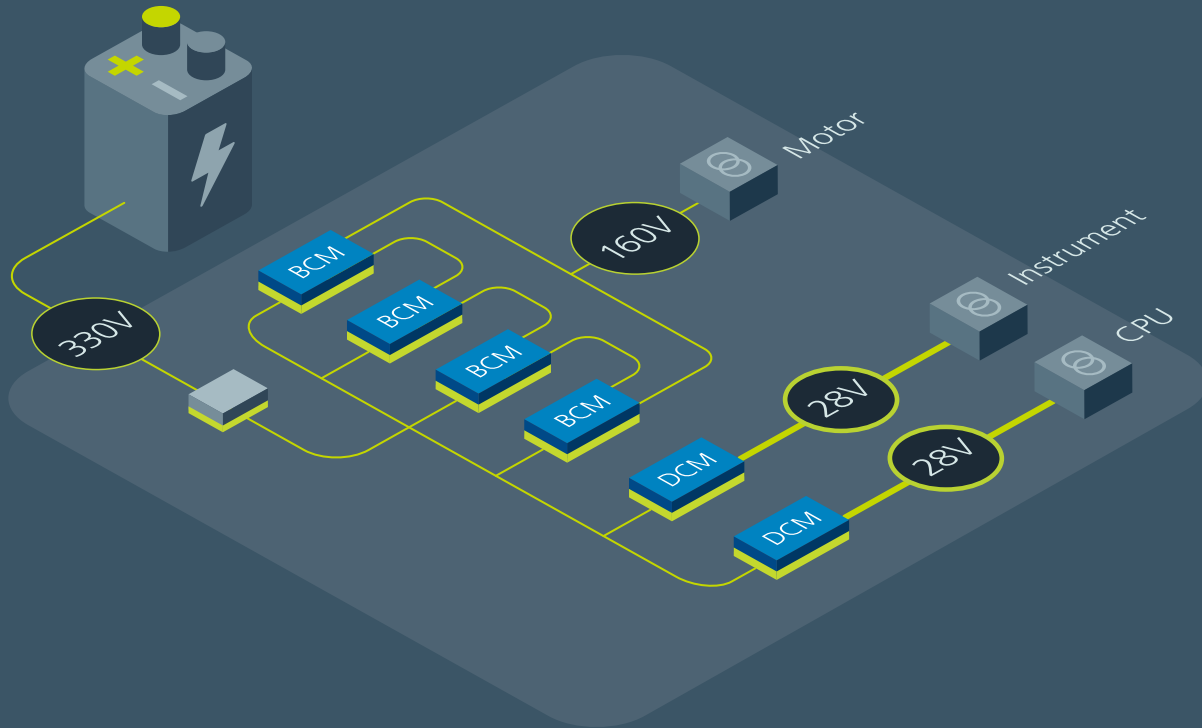 330V
BCM
BCM
BCM
BCM
DCM
DCM
160V
Motor
28V
Instrument
28V
CPU